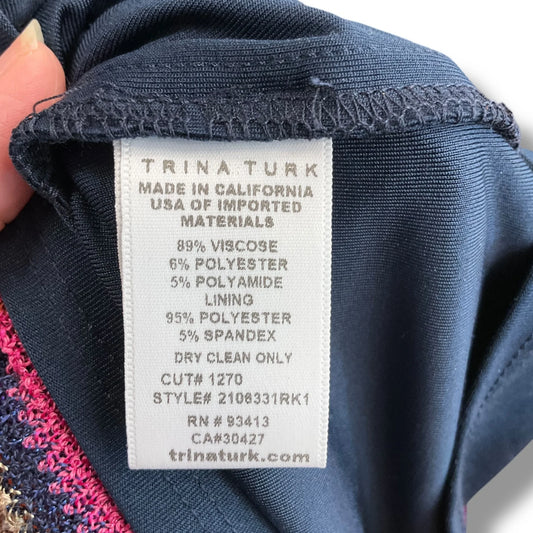 TRINA TURK
MADE IN CALIFORNIA
USA OF IMPORTED
MATERIALS
89% VISCOSE
6% POLYESTER
5% POLYAMIDE
LINING
95% POLYESTER
5% SPANDEX
DRY CLEAN ONLY
CUT# 1270
STYLE# 2106331RK1
RN # 93413
CA#30427
trinaturk.com